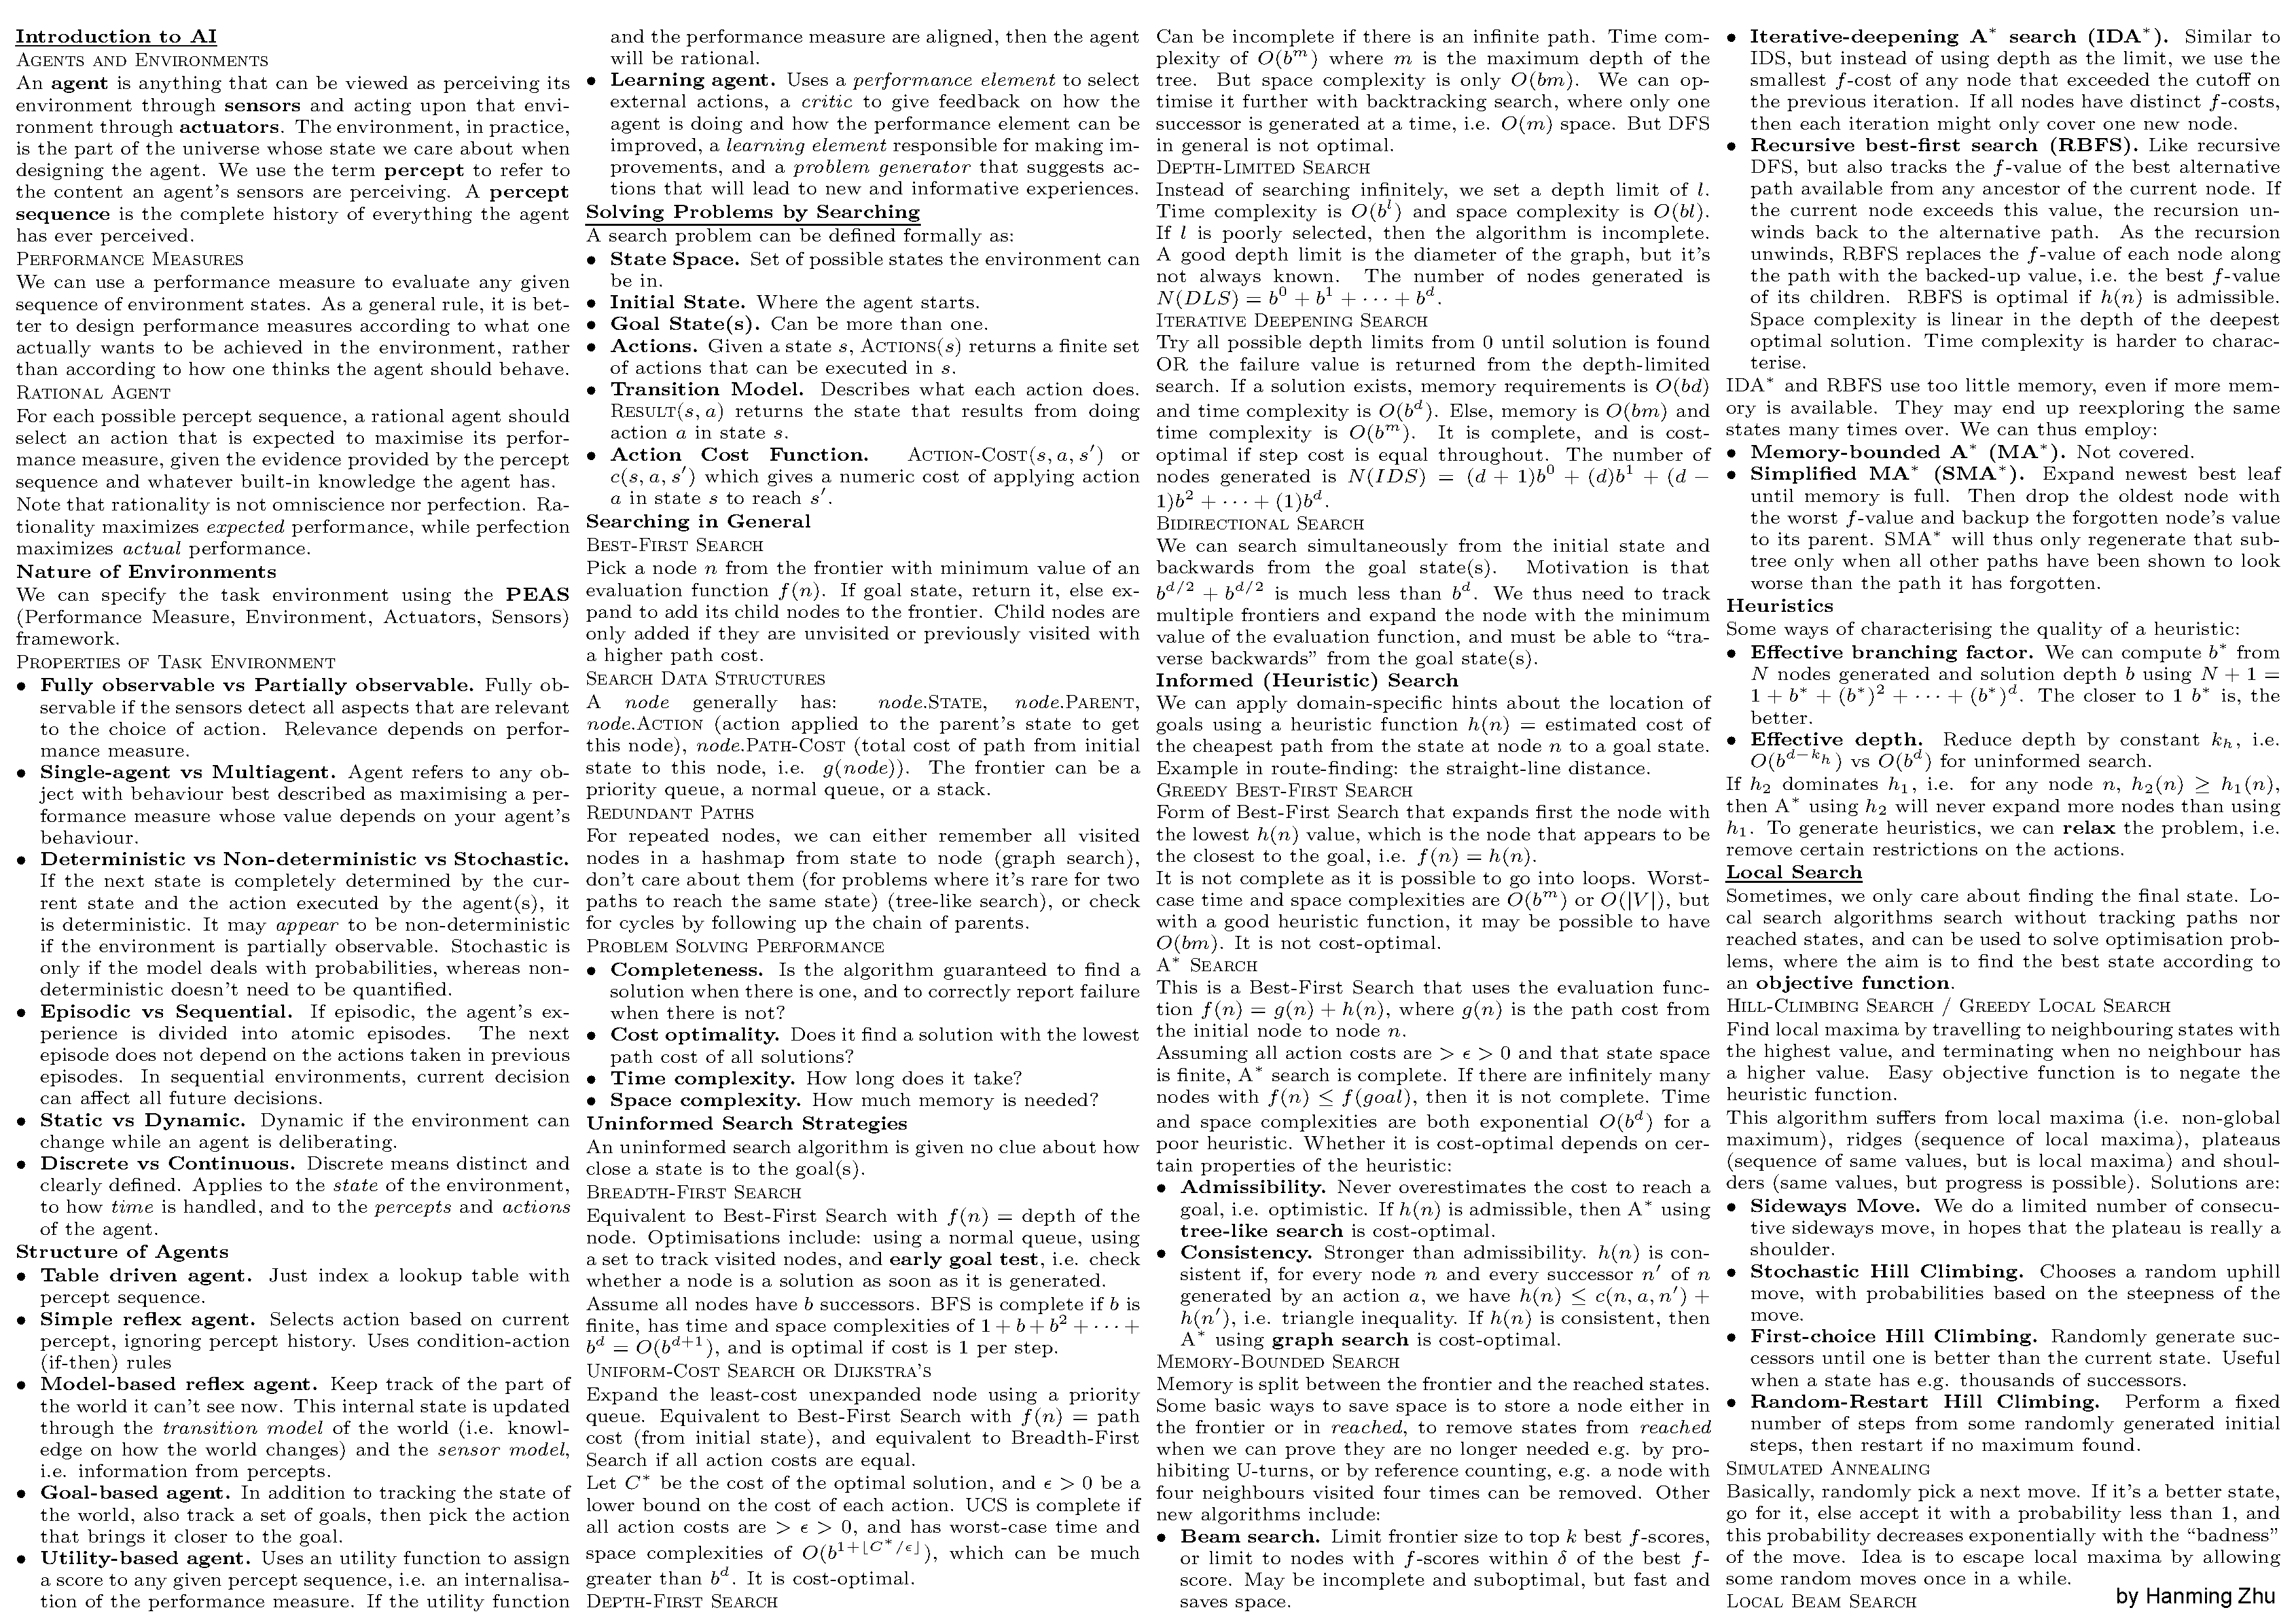 Introduction to AI
AGENTS AND ENVIRONMENTS
An agent is anything that can be viewed as perceiving its
environment through sensors and acting upon that envi-
ronment through actuators. The environment, in practice,
is the part of the universe whose state we care about when
designing the agent. We use the term percept to refer to
the content an agent's sensors are perceiving. A percept
sequence is the complete history of everything the agent
has ever perceived.
PERFORMANCE MEASURES
We can use a performance measure to evaluate any given
sequence of environment states. As a general rule, it is bet-
ter to design performance measures according to what one
actually wants to be achieved in the environment, rather
than according to how one thinks the agent should behave.
RATIONAL AGENT
For each possible percept sequence, a rational agent should
select an action that is expected to maximise its perfor-
mance measure, given the evidence provided by the percept
sequence and whatever built-in knowledge the agent has.
Note that rationality is not omniscience nor perfection. Ra-
tionality maximizes expected performance, while perfection
maximizes actual performance.
Nature of Environments
We can specify the task environment using the PEAS
(Performance Measure, Environment, Actuators, Sensors)
framework.
PROPERTIES OF TASK ENVIRONMENT
• Fully observable vs Partially observable. Fully ob-
servable if the sensors detect all aspects that are relevant
to the choice of action. Relevance depends on perfor-
mance measure.
• Single-agent vs Multiagent. Agent refers to any ob-
ject with behaviour best described as maximising a per-
formance measure whose value depends on your agent's
behaviour.
• Deterministic vs Non-deterministic vs Stochastic.
If the next state is completely determined by the cur-
rent state and the action executed by the agent(s), it
is deterministic. It may appear to be non-deterministic
if the environment is partially observable. Stochastic is
only if the model deals with probabilities, whereas non-
deterministic doesn't need to be quantified.
• Episodic vs Sequential. If episodic, the agent's ex-
perience is divided into atomic episodes. The next
episode does not depend on the actions taken in previous
episodes. In sequential environments, current decision
can affect all future decisions.
• Static vs Dynamic. Dynamic if the environment can
change while an agent is deliberating.
• Discrete vs Continuous. Discrete means distinct and
clearly defined. Applies to the state of the environment,
to how time is handled, and to the percepts and actions
of the agent.
Structure of Agents
• Table driven agent. Just index a lookup table with
percept sequence.
• Simple reflex agent. Selects action based on current
percept, ignoring percept history. Uses condition-action
(if-then) rules
• Model-based reflex agent. Keep track of the part of
the world it can't see now. This internal state is updated
through the transition model of the world (i.e. knowl-
edge on how the world changes) and the sensor model,
i.e. information from percepts.
• Goal-based agent. In addition to tracking the state of
the world, also track a set of goals, then pick the action
that brings it closer to the goal.
• Utility-based agent. Uses an utility function to assign
a score to any given percept sequence, i.e. an internalisa-
tion of the performance measure. If the utility function
and the performance measure are aligned, then the agent
will be rational.
• Learning agent. Uses a performance element to select
external actions, a critic to give feedback on how the
agent is doing and how the performance element can be
improved, a learning element responsible for making im-
provements, and a problem generator that suggests ac-
tions that will lead to new and informative experiences.
Solving Problems by Searching
A search problem can be defined formally as:
• State Space. Set of possible states the environment can
be in.
• Initial State. Where the agent starts.
• Goal State(s). Can be more than one.
• Actions. Given a state s, ACTIONS(s) returns a finite set
of actions that can be executed in s.
• Transition Model. Describes what each action does.
RESULT(s, a) returns the state that results from doing
action a in state s.
• Action Cost Function. ACTION-COST(s, a, s′) or
c(s, a, s′) which gives a numeric cost of applying action
a in state s to reach s′.
Searching in General
BEST-FIRST SEARCH
Pick a node n from the frontier with minimum value of an
evaluation function f(n). If goal state, return it, else ex-
pand to add its child nodes to the frontier. Child nodes are
only added if they are unvisited or previously visited with
a higher path cost.
SEARCH DATA STRUCTURES
A node generally has: node.STATE, node.PARENT,
node.ACTION (action applied to the parent's state to get
this node), node.PATH-COST (total cost of path from initial
state to this node, i.e. g(node)). The frontier can be a
priority queue, a normal queue, or a stack.
REDUNDANT PATHS
For repeated nodes, we can either remember all visited
nodes in a hashmap from state to node (graph search),
don't care about them (for problems where it's rare for two
paths to reach the same state) (tree-like search), or check
for cycles by following up the chain of parents.
PROBLEM SOLVING PERFORMANCE
• Completeness. Is the algorithm guaranteed to find a
solution when there is one, and to correctly report failure
when there is not?
• Cost optimality. Does it find a solution with the lowest
path cost of all solutions?
• Time complexity. How long does it take?
• Space complexity. How much memory is needed?
Uninformed Search Strategies
An uninformed search algorithm is given no clue about how
close a state is to the goal(s).
BREADTH-FIRST SEARCH
Equivalent to Best-First Search with f(n) = depth of the
node. Optimisations include: using a normal queue, using
a set to track visited nodes, and early goal test, i.e. check
whether a node is a solution as soon as it is generated.
Assume all nodes have b successors. BFS is complete if b is
finite, has time and space complexities of 1 + b + b² + ··· +
b^d = O(b^{d+1}), and is optimal if cost is 1 per step.
UNIFORM-COST SEARCH OR DIJKSTRA'S
Expand the least-cost unexpanded node using a priority
queue. Equivalent to Best-First Search with f(n) = path
cost (from initial state), and equivalent to Breadth-First
Search if all action costs are equal.
Let C* be the cost of the optimal solution, and ϵ > 0 be a
lower bound on the cost of each action. UCS is complete if
all action costs are > ϵ > 0, and has worst-case time and
space complexities of O(b^{1+⌊C*/ϵ⌋}), which can be much
greater than b^d. It is cost-optimal.
DEPTH-FIRST SEARCH
Can be incomplete if there is an infinite path. Time com-
plexity of O(b^m) where m is the maximum depth of the
tree. But space complexity is only O(bm). We can op-
timise it further with backtracking search, where only one
successor is generated at a time, i.e. O(m) space. But DFS
in general is not optimal.
DEPTH-LIMITED SEARCH
Instead of searching infinitely, we set a depth limit of l.
Time complexity is O(b^l) and space complexity is O(bl).
If l is poorly selected, then the algorithm is incomplete.
A good depth limit is the diameter of the graph, but it's
not always known. The number of nodes generated is
N(DLS) = b⁰ + b¹ + ··· + b^d.
ITERATIVE DEEPENING SEARCH
Try all possible depth limits from 0 until solution is found
OR the failure value is returned from the depth-limited
search. If a solution exists, memory requirements is O(bd)
and time complexity is O(b^d). Else, memory is O(bm) and
time complexity is O(b^m). It is complete, and is cost-
optimal if step cost is equal throughout. The number of
nodes generated is N(IDS) = (d + 1)b⁰ + (d)b¹ + (d −
1)b² + ··· + (1)b^d.
BIDIRECTIONAL SEARCH
We can search simultaneously from the initial state and
backwards from the goal state(s). Motivation is that
b^{d/2} + b^{d/2} is much less than b^d. We thus need to track
multiple frontiers and expand the node with the minimum
value of the evaluation function, and must be able to “tra-
verse backwards” from the goal state(s).
Informed (Heuristic) Search
We can apply domain-specific hints about the location of
goals using a heuristic function h(n) = estimated cost of
the cheapest path from the state at node n to a goal state.
Example in route-finding: the straight-line distance.
GREEDY BEST-FIRST SEARCH
Form of Best-First Search that expands first the node with
the lowest h(n) value, which is the node that appears to be
the closest to the goal, i.e. f(n) = h(n).
It is not complete as it is possible to go into loops. Worst-
case time and space complexities are O(b^m) or O(|V|), but
with a good heuristic function, it may be possible to have
O(bm). It is not cost-optimal.
A* SEARCH
This is a Best-First Search that uses the evaluation func-
tion f(n) = g(n) + h(n), where g(n) is the path cost from
the initial node to node n.
Assuming all action costs are > ϵ > 0 and that state space
is finite, A* search is complete. If there are infinitely many
nodes with f(n) ≤ f(goal), then it is not complete. Time
and space complexities are both exponential O(b^d) for a
poor heuristic. Whether it is cost-optimal depends on cer-
tain properties of the heuristic:
• Admissibility. Never overestimates the cost to reach a
goal, i.e. optimistic. If h(n) is admissible, then A* using
tree-like search is cost-optimal.
• Consistency. Stronger than admissibility. h(n) is con-
sistent if, for every node n and every successor n′ of n
generated by an action a, we have h(n) ≤ c(n, a, n′) +
h(n′), i.e. triangle inequality. If h(n) is consistent, then
A* using graph search is cost-optimal.
MEMORY-BOUNDED SEARCH
Memory is split between the frontier and the reached states.
Some basic ways to save space is to store a node either in
the frontier or in reached, to remove states from reached
when we can prove they are no longer needed e.g. by pro-
hibiting U-turns, or by reference counting, e.g. a node with
four neighbours visited four times can be removed. Other
new algorithms include:
• Beam search. Limit frontier size to top k best f-scores,
or limit to nodes with f-scores within δ of the best f-
score. May be incomplete and suboptimal, but fast and
saves space.
• Iterative-deepening A* search (IDA*). Similar to
IDS, but instead of using depth as the limit, we use the
smallest f-cost of any node that exceeded the cutoff on
the previous iteration. If all nodes have distinct f-costs,
then each iteration might only cover one new node.
• Recursive best-first search (RBFS). Like recursive
DFS, but also tracks the f-value of the best alternative
path available from any ancestor of the current node. If
the current node exceeds this value, the recursion un-
winds back to the alternative path. As the recursion
unwinds, RBFS replaces the f-value of each node along
the path with the backed-up value, i.e. the best f-value
of its children. RBFS is optimal if h(n) is admissible.
Space complexity is linear in the depth of the deepest
optimal solution. Time complexity is harder to charac-
terise.
IDA* and RBFS use too little memory, even if more mem-
ory is available. They may end up reexploring the same
states many times over. We can thus employ:
• Memory-bounded A* (MA*). Not covered.
• Simplified MA* (SMA*). Expand newest best leaf
until memory is full. Then drop the oldest node with
the worst f-value and backup the forgotten node's value
to its parent. SMA* will thus only regenerate that sub-
tree only when all other paths have been shown to look
worse than the path it has forgotten.
Heuristics
Some ways of characterising the quality of a heuristic:
• Effective branching factor. We can compute b* from
N nodes generated and solution depth b using N + 1 =
1 + b* + (b*)² + ··· + (b*)^d. The closer to 1 b* is, the
better.
• Effective depth. Reduce depth by constant k_h, i.e.
O(b^{d−k_h}) vs O(b^d) for uninformed search.
If h₂ dominates h₁, i.e. for any node n, h₂(n) ≥ h₁(n),
then A* using h₂ will never expand more nodes than using
h₁. To generate heuristics, we can relax the problem, i.e.
remove certain restrictions on the actions.
Local Search
Sometimes, we only care about finding the final state. Lo-
cal search algorithms search without tracking paths nor
reached states, and can be used to solve optimisation prob-
lems, where the aim is to find the best state according to
an objective function.
HILL-CLIMBING SEARCH / GREEDY LOCAL SEARCH
Find local maxima by travelling to neighbouring states with
the highest value, and terminating when no neighbour has
a higher value. Easy objective function is to negate the
heuristic function.
This algorithm suffers from local maxima (i.e. non-global
maximum), ridges (sequence of local maxima), plateaus
(sequence of same values, but is local maxima) and shoul-
ders (same values, but progress is possible). Solutions are:
• Sideways Move. We do a limited number of consecu-
tive sideways move, in hopes that the plateau is really a
shoulder.
• Stochastic Hill Climbing. Chooses a random uphill
move, with probabilities based on the steepness of the
move.
• First-choice Hill Climbing. Randomly generate suc-
cessors until one is better than the current state. Useful
when a state has e.g. thousands of successors.
• Random-Restart Hill Climbing. Perform a fixed
number of steps from some randomly generated initial
steps, then restart if no maximum found.
SIMULATED ANNEALING
Basically, randomly pick a next move. If it's a better state,
go for it, else accept it with a probability less than 1, and
this probability decreases exponentially with the “badness”
of the move. Idea is to escape local maxima by allowing
some random moves once in a while.
LOCAL BEAM SEARCH
by Hanming Zhu